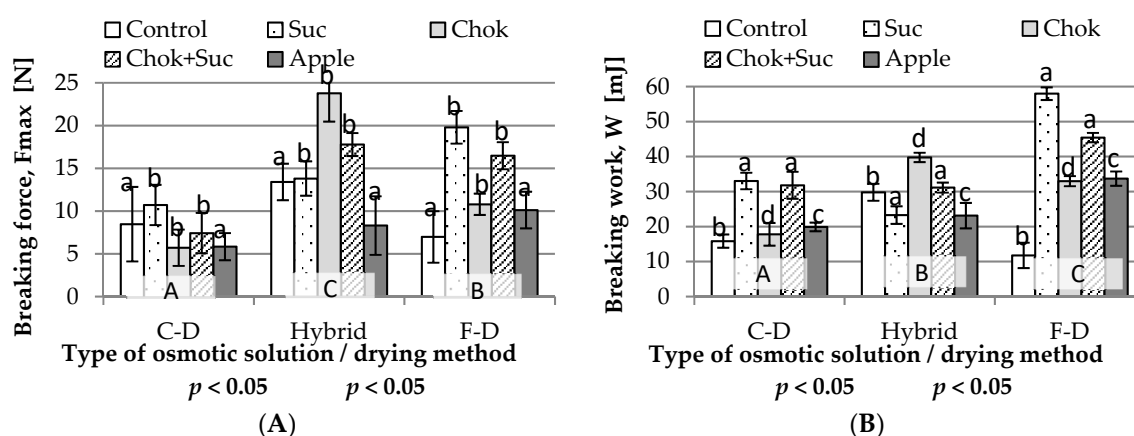 Control Suc Chok
Chok+Suc Apple
Breaking force, Fmax [N]
25
20
15
10
5
0
a b b b a
b b b b a
a b b b a
A C B
C-D Hybrid F-D
Type of osmotic solution / drying method
p < 0.05 p < 0.05
(A)
Control Suc Chok
Chok+Suc Apple
Breaking work, W [mJ]
60
50
40
30
20
10
0
b a d a c
b a d a c
b a d a c
A B C
C-D Hybrid F-D
Type of osmotic solution / drying method
p < 0.05 p < 0.05
(B)